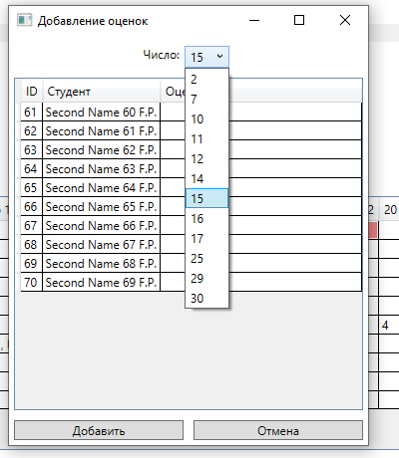 Добавление оценок
Число: 15
2
7
10
11
12
14
15
16
17
25
29
30
ID Студент Оце
61 Second Name 60 F.P.
62 Second Name 61 F.P.
63 Second Name 62 F.P.
64 Second Name 63 F.P.
65 Second Name 64 F.P.
66 Second Name 65 F.P.
67 Second Name 66 F.P.
68 Second Name 67 F.P.
69 Second Name 68 F.P.
70 Second Name 69 F.P.
2 20
4
Добавить Отмена